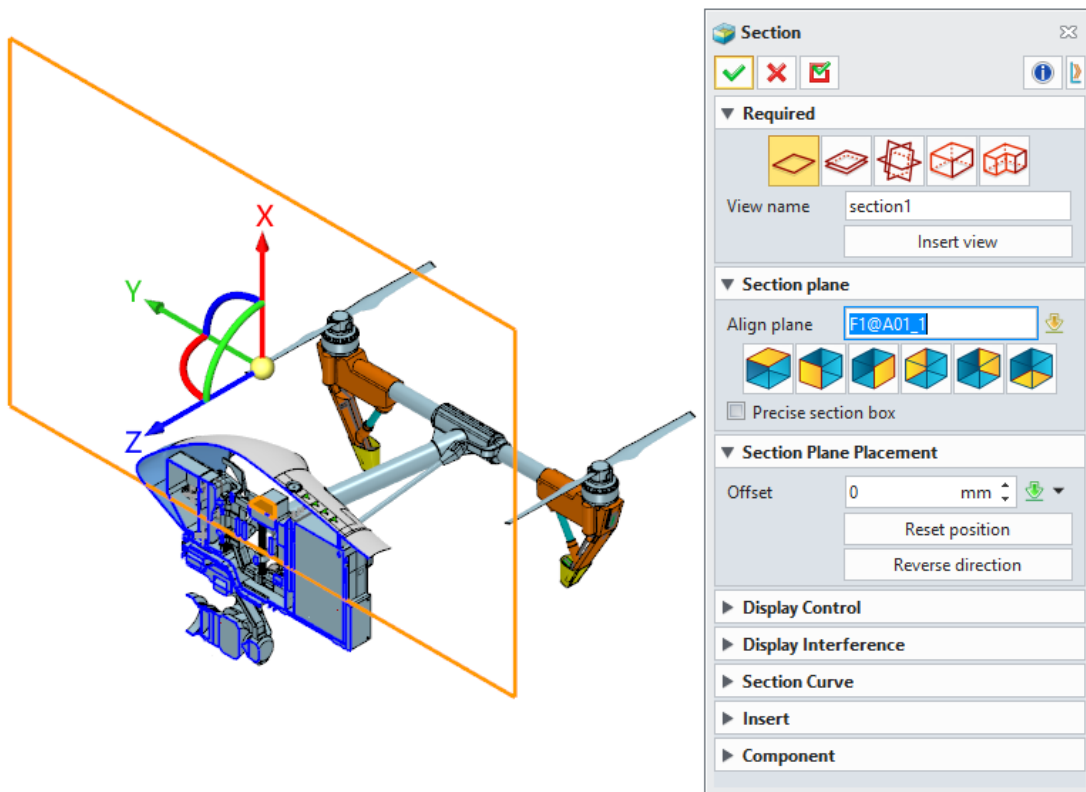 Section
Required
View name
section1
Insert view
Section plane
Align plane
F1@A01_1
Precise section box
Section Plane Placement
Offset
0 mm
Reset position
Reverse direction
Display Control
Display Interference
Section Curve
Insert
Component
X
Y
Z